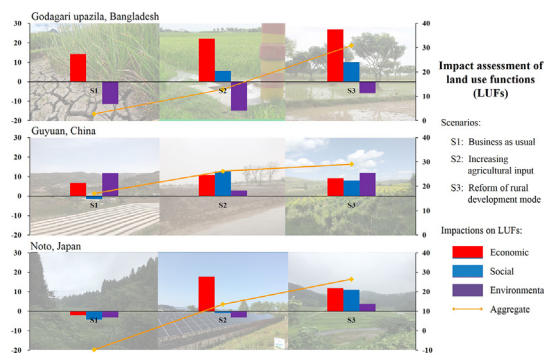 Godagari upazila, Bangladesh
30
20
10
0
-10
-20
S1
S2
S3
40
30
20
10
0
Guyuan, China
30
20
10
0
-10
-20
S1
S2
S3
40
30
20
10
0
Noto, Japan
30
20
10
0
-10
-20
S1
S2
S3
40
30
20
10
0
-10
Impact assessment of
land use functions
(LUFs)
Scenarios:
S1: Business as usual
S2: Increasing
agricultural input
S3: Reform of rural
development mode
Impactions on LUFs:
Economic
Social
Environmenta
Aggregate